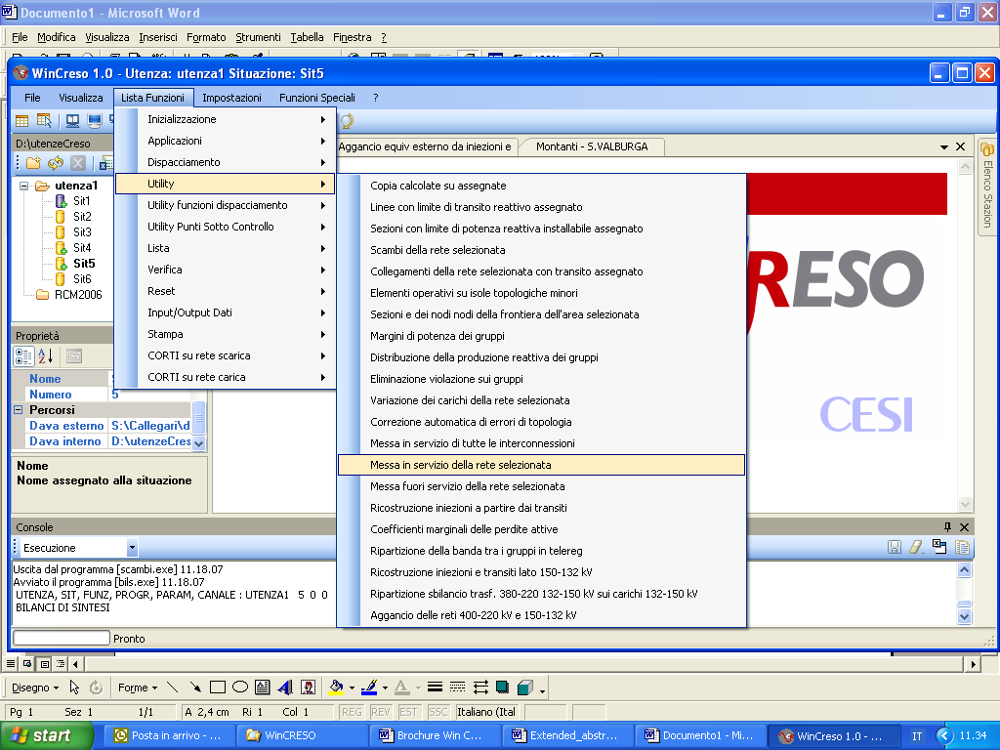 Documento1 - Microsoft Word
File Modifica Visualizza Inserisci Formato Strumenti Tabella Finestra ?
WinCreso 1.0 - Utenza: utenza1 Situazione: Sit5
File Visualizza Lista Funzioni Impostazioni Funzioni Speciali ?
D:\utenzeCreso
Aggancio equiv esterno da iniezioni e
Montanti - S.VALBURGA
Elenco Stazion
utenza1
Sit1
Sit2
Sit3
Sit4
Sit5
Sit6
RCM2006
Inizializzazione
Applicazioni
Dispacciamento
Utility
Utility funzioni dispacciamento
Utility Punti Sotto Controllo
Lista
Verifica
Reset
Input/Output Dati
Stampa
CORTI su rete scarica
CORTI su rete carica
Copia calcolate su assegnate
Linee con limite di transito reattivo assegnato
Sezioni con limite di potenza reattiva installabile assegnato
Scambi della rete selezionata
Collegamenti della rete selezionata con transito assegnato
Elementi operativi su isole topologiche minori
Sezioni e dei nodi nodi della frontiera dell'area selezionata
Margini di potenza dei gruppi
Distribuzione della produzione reattiva dei gruppi
Eliminazione violazione sui gruppi
Variazione dei carichi della rete selezionata
Correzione automatica di errori di topologia
Messa in servizio di tutte le interconnessioni
Messa in servizio della rete selezionata
Messa fuori servizio della rete selezionata
Ricostruzione iniezioni a partire dai transiti
Coefficienti marginali delle perdite attive
Ripartizione della banda tra i gruppi in telereg
Ricostruzione iniezioni e transiti lato 150-132 kV
Ripartizione sbilancio trasf. 380-220 132-150 kV sui carichi 132-150 kV
Aggancio delle reti 400-220 kV e 150-132 kV
RESO
CESI
Proprietà
Nome
Numero 5
Percorsi
Dava esterno S:\Callegari\d
Dava interno D:\utenzeCres
Nome
Nome assegnato alla situazione
Console
Esecuzione
Uscita dal programma [scambi.exe] 11.18.07
Avviato il programma [bils.exe] 11.18.07
UTENZA, SIT, FUNZ, PROGR, PARAM, CANALE : UTENZA1 5 0 0
BILANCI DI SINTESI
Pronto
Disegno Forme
Pg 1 Sez 1 1/1 A 2,4 cm Ri 1 Col 1 REG REV EST SSC Italiano (Ital
start Posta in arrivo - ... WinCRESO Brochure Win C... Extended_abstr... Documento1 - Mi... WinCreso 1.0 - ... IT 11.34